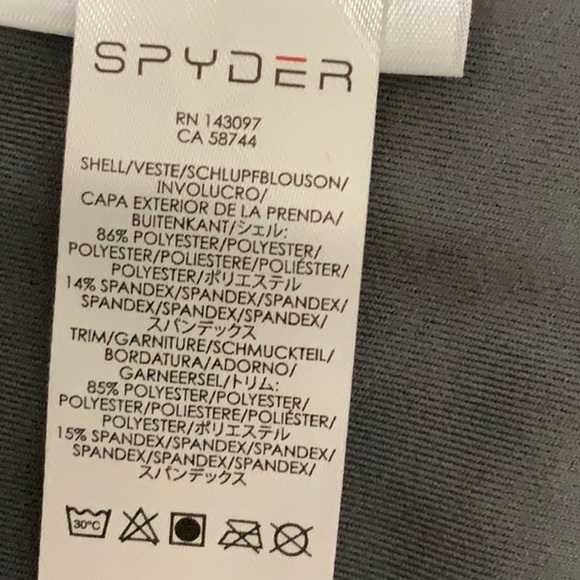 SPYDER
RN 143097
CA 58744
SHELL/VESTE/SCHLUPFBLOUSON/
INVOLUCRO/
CAPA EXTERIOR DE LA PRENDA/
BUITENKANT/シェル:
86% POLYESTER/POLYESTER/
POLYESTER/POLIESTERE/POLIÉSTER/
POLYESTER/ポリエステル
14% SPANDEX/SPANDEX/SPANDEX/
SPANDEX/SPANDEX/SPANDEX/
スパンデックス
TRIM/GARNITURE/SCHMUCKTEIL/
BORDATURA/ADORNO/
GARNEERSEL/トリム:
85% POLYESTER/POLYESTER/
POLYESTER/POLIESTERE/POLIÉSTER/
POLYESTER/ポリエステル
15% SPANDEX/SPANDEX/SPANDEX/
SPANDEX/SPANDEX/SPANDEX/
スパンデックス
30°C